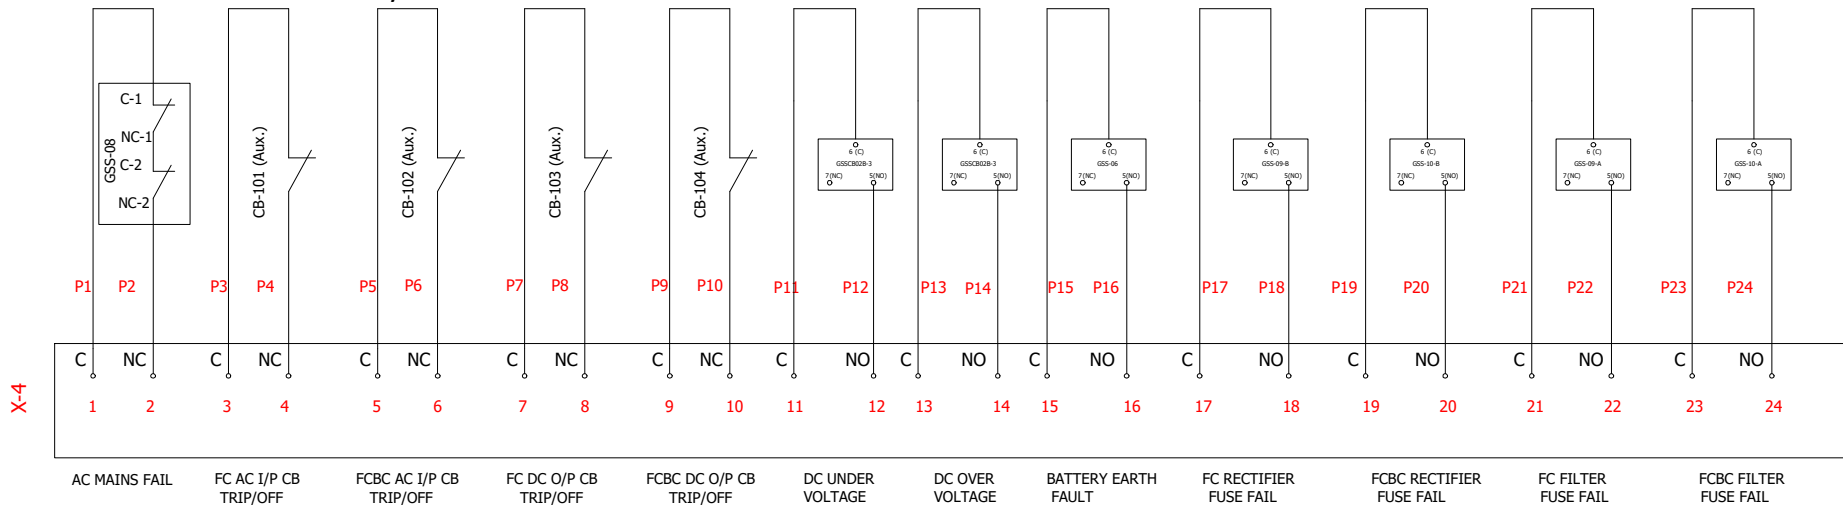 C-1
NC-1
C-2
NC-2
GSS-08
CB-101 (Aux.)
CB-102 (Aux.)
CB-103 (Aux.)
CB-104 (Aux.)
6 (C)
GSSCB02B-3
7(NC) 5(NO)
6 (C)
GSSCB02B-3
7(NC) 5(NO)
6 (C)
GSS-06
7(NC) 5(NO)
6 (C)
GSS-09-B
7(NC) 5(NO)
6 (C)
GSS-10-B
7(NC) 5(NO)
6 (C)
GSS-09-A
7(NC) 5(NO)
6 (C)
GSS-10-A
7(NC) 5(NO)
P1 P2 P3 P4 P5 P6 P7 P8 P9 P10 P11 P12 P13 P14 P15 P16 P17 P18 P19 P20 P21 P22 P23 P24
C NC C NC C NC C NC C NC C NO C NO C NO C NO C NO C NO C NO
X-4
1 2 3 4 5 6 7 8 9 10 11 12 13 14 15 16 17 18 19 20 21 22 23 24
AC MAINS FAIL
FC AC I/P CB
TRIP/OFF
FCBC AC I/P CB
TRIP/OFF
FC DC O/P CB
TRIP/OFF
FCBC DC O/P CB
TRIP/OFF
DC UNDER
VOLTAGE
DC OVER
VOLTAGE
BATTERY EARTH
FAULT
FC RECTIFIER
FUSE FAIL
FCBC RECTIFIER
FUSE FAIL
FC FILTER
FUSE FAIL
FCBC FILTER
FUSE FAIL